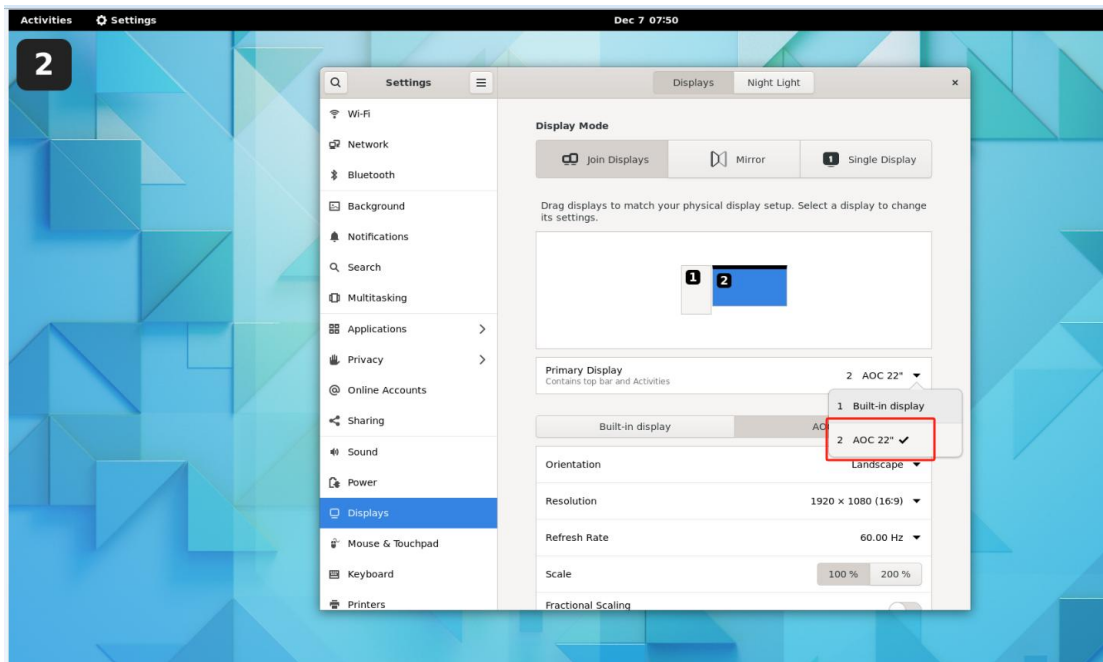 Activities Settings Dec 7 07:50
2
Settings Displays Night Light
Wi-Fi
Network
Bluetooth
Background
Notifications
Search
Multitasking
Applications
Privacy
Online Accounts
Sharing
Sound
Power
Displays
Mouse & Touchpad
Keyboard
Printers
Display Mode
Join Displays Mirror 1 Single Display
Drag displays to match your physical display setup. Select a display to change
its settings.
1 2
Primary Display 2 AOC 22"
Contains top bar and Activities
1 Built-in display
2 AOC 22" ✔
Built-in display AO
Orientation Landscape
Resolution 1920 × 1080 (16:9)
Refresh Rate 60.00 Hz
Scale 100 % 200 %
Fractional Scaling